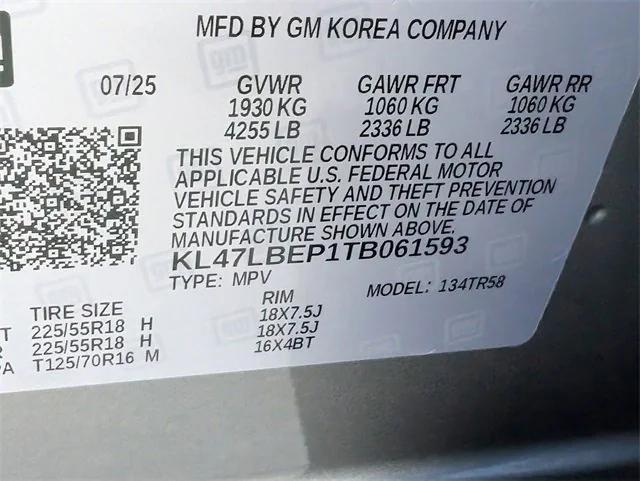 MFD BY GM KOREA COMPANY
07/25 GVWR GAWR FRT GAWR RR
1930 KG 1060 KG 1060 KG
4255 LB 2336 LB 2336 LB
THIS VEHICLE CONFORMS TO ALL
APPLICABLE U.S. FEDERAL MOTOR
VEHICLE SAFETY AND THEFT PREVENTION
STANDARDS IN EFFECT ON THE DATE OF
MANUFACTURE SHOWN ABOVE.
KL47LBEP1TB061593
TYPE: MPV MODEL: 134TR58
TIRE SIZE RIM
T 225/55R18 H 18X7.5J
R 225/55R18 H 18X7.5J
PA T125/70R16 M 16X4BT